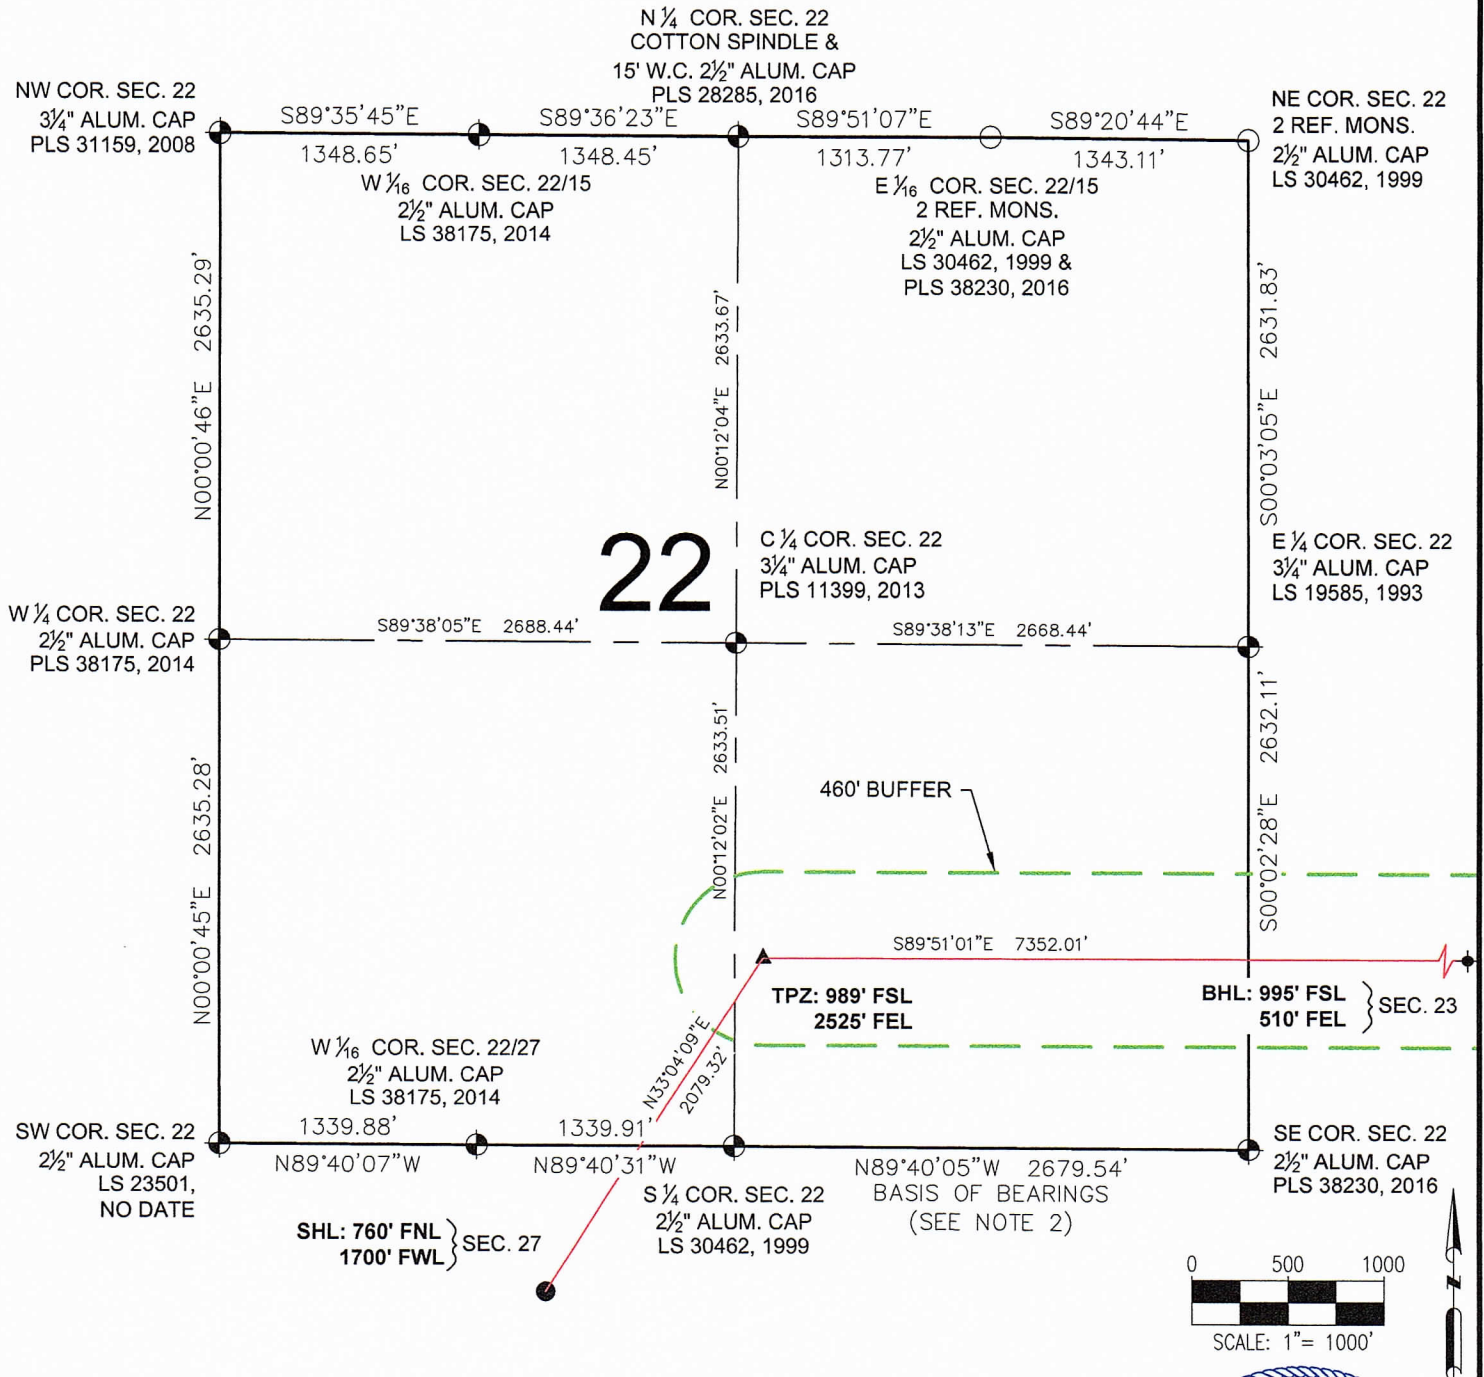 N 1/4 COR. SEC. 22
COTTON SPINDLE &
15' W.C. 2½" ALUM. CAP
PLS 28285, 2016
NW COR. SEC. 22
3¼" ALUM. CAP
PLS 31159, 2008
S89°35'45"E
1348.65'
S89°36'23"E
1348.45'
S89°51'07"E
1313.77'
S89°20'44"E
1343.11'
NE COR. SEC. 22
2 REF. MONS.
2½" ALUM. CAP
LS 30462, 1999
W 1/16 COR. SEC. 22/15
2½" ALUM. CAP
LS 38175, 2014
E 1/16 COR. SEC. 22/15
2 REF. MONS.
2½" ALUM. CAP
LS 30462, 1999 &
PLS 38230, 2016
N00°00'46"E 2635.29'
N00°12'04"E 2633.67'
S00°03'05"E 2631.83'
22
C 1/4 COR. SEC. 22
3¼" ALUM. CAP
PLS 11399, 2013
E 1/4 COR. SEC. 22
3¼" ALUM. CAP
LS 19585, 1993
W 1/4 COR. SEC. 22
2½" ALUM. CAP
PLS 38175, 2014
S89°38'05"E 2688.44'
S89°38'13"E 2668.44'
N00°00'45"E 2635.28'
N00°12'02"E 2633.51'
S00°02'28"E 2632.11'
460' BUFFER
S89°51'01"E 7352.01'
TPZ: 989' FSL
2525' FEL
BHL: 995' FSL
510' FEL
SEC. 23
N33°04'09"E
2079.32'
W 1/16 COR. SEC. 22/27
2½" ALUM. CAP
LS 38175, 2014
SW COR. SEC. 22
2½" ALUM. CAP
LS 23501,
NO DATE
1339.88'
N89°40'07"W
1339.91'
N89°40'31"W
N89°40'05"W 2679.54'
BASIS OF BEARINGS
(SEE NOTE 2)
SE COR. SEC. 22
2½" ALUM. CAP
PLS 38230, 2016
S 1/4 COR. SEC. 22
2½" ALUM. CAP
LS 30462, 1999
SHL: 760' FNL
1700' FWL
SEC. 27
0 500 1000
SCALE: 1"= 1000'
N